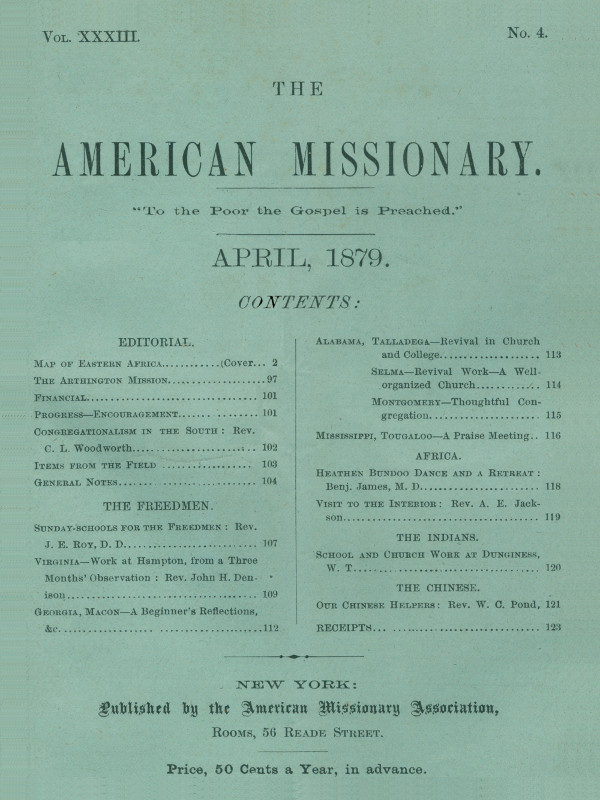 Vol. XXXIII.
No. 4.
THE
AMERICAN MISSIONARY.
"To the Poor the Gospel is Preached."
APRIL, 1879.
CONTENTS:
EDITORIAL.
Map of Eastern Africa...........(Cover... 2
The Arthington Mission......................97
Financial......................................... 101
Progress—Encouragement...... ............. 101
Congregationalism in the South: Rev.
C. L. Woodworth............................. 102
Items from the Field ...................... 103
General Notes................................. 104
THE FREEDMEN.
Sunday-schools for the Freedmen: Rev.
J. E. Roy, D. D................................ 107
Virginia—Work at Hampton, from a Three
Months' Observation: Rev. John H. Den-
ison................................................ 109
Georgia, Macon—A Beginner's Reflections,
&c................... ..........................112
Alabama, Talladega—Revival in Church
and College...................... 113
Selma—Revival Work—A Well-
organized Church............. 114
Montgomery—Thoughtful Con-
gregation........................ 115
Mississippi, Tougaloo—A Praise Meeting.. 116
AFRICA.
Heathen Bundoo Dance and a Retreat:
Benj. James, M. D............................ 118
Visit to the Interior: Rev. A. E. Jack-
son................................................ 119
THE INDIANS.
School and Church Work at Dunginess,
W. T............................................. 120
THE CHINESE.
Our Chinese Helpers: Rev. W. C. Pond, 121
RECEIPTS... ................................... 123
NEW YORK:
Published by the American Missionary Association,
Rooms, 56 Reade Street.
Price, 50 Cents a Year, in advance.